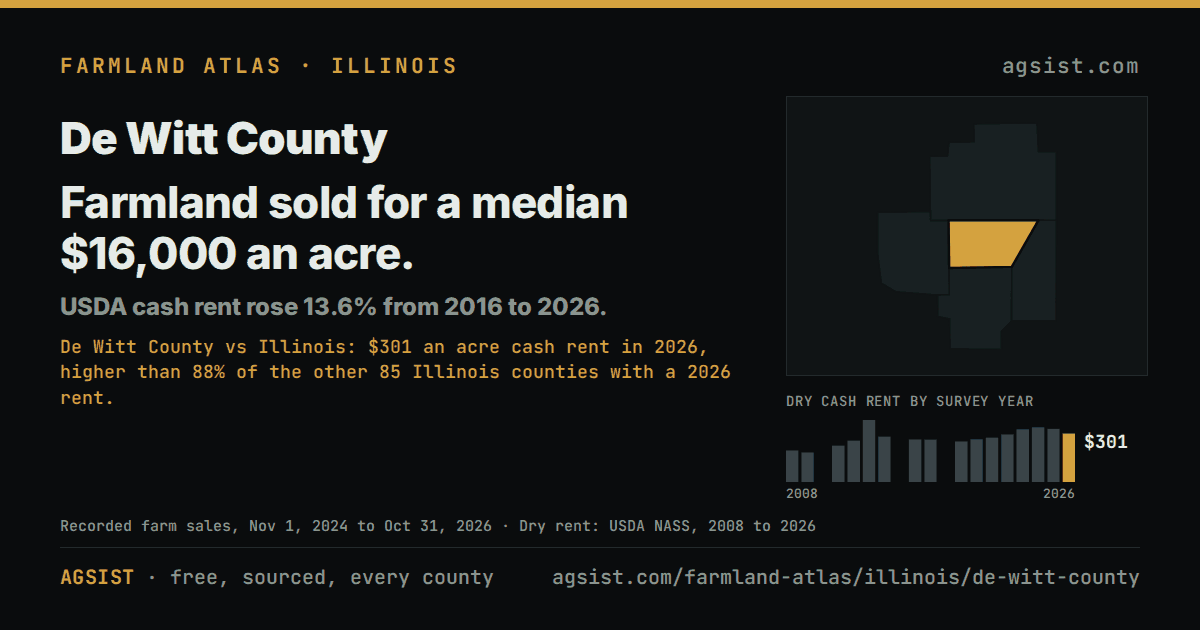 FARMLAND ATLAS · ILLINOIS
agsist.com
De Witt County
Farmland sold for a median
$16,000 an acre.
USDA cash rent rose 13.6% from 2016 to 2026.
De Witt County vs Illinois: $301 an acre cash rent in 2026,
higher than 88% of the other 85 Illinois counties with a 2026
rent.
DRY CASH RENT BY SURVEY YEAR
$301
2008
2026
Recorded farm sales, Nov 1, 2024 to Oct 31, 2026 · Dry rent: USDA NASS, 2008 to 2026
AGSIST · free, sourced, every county
agsist.com/farmland-atlas/illinois/de-witt-county